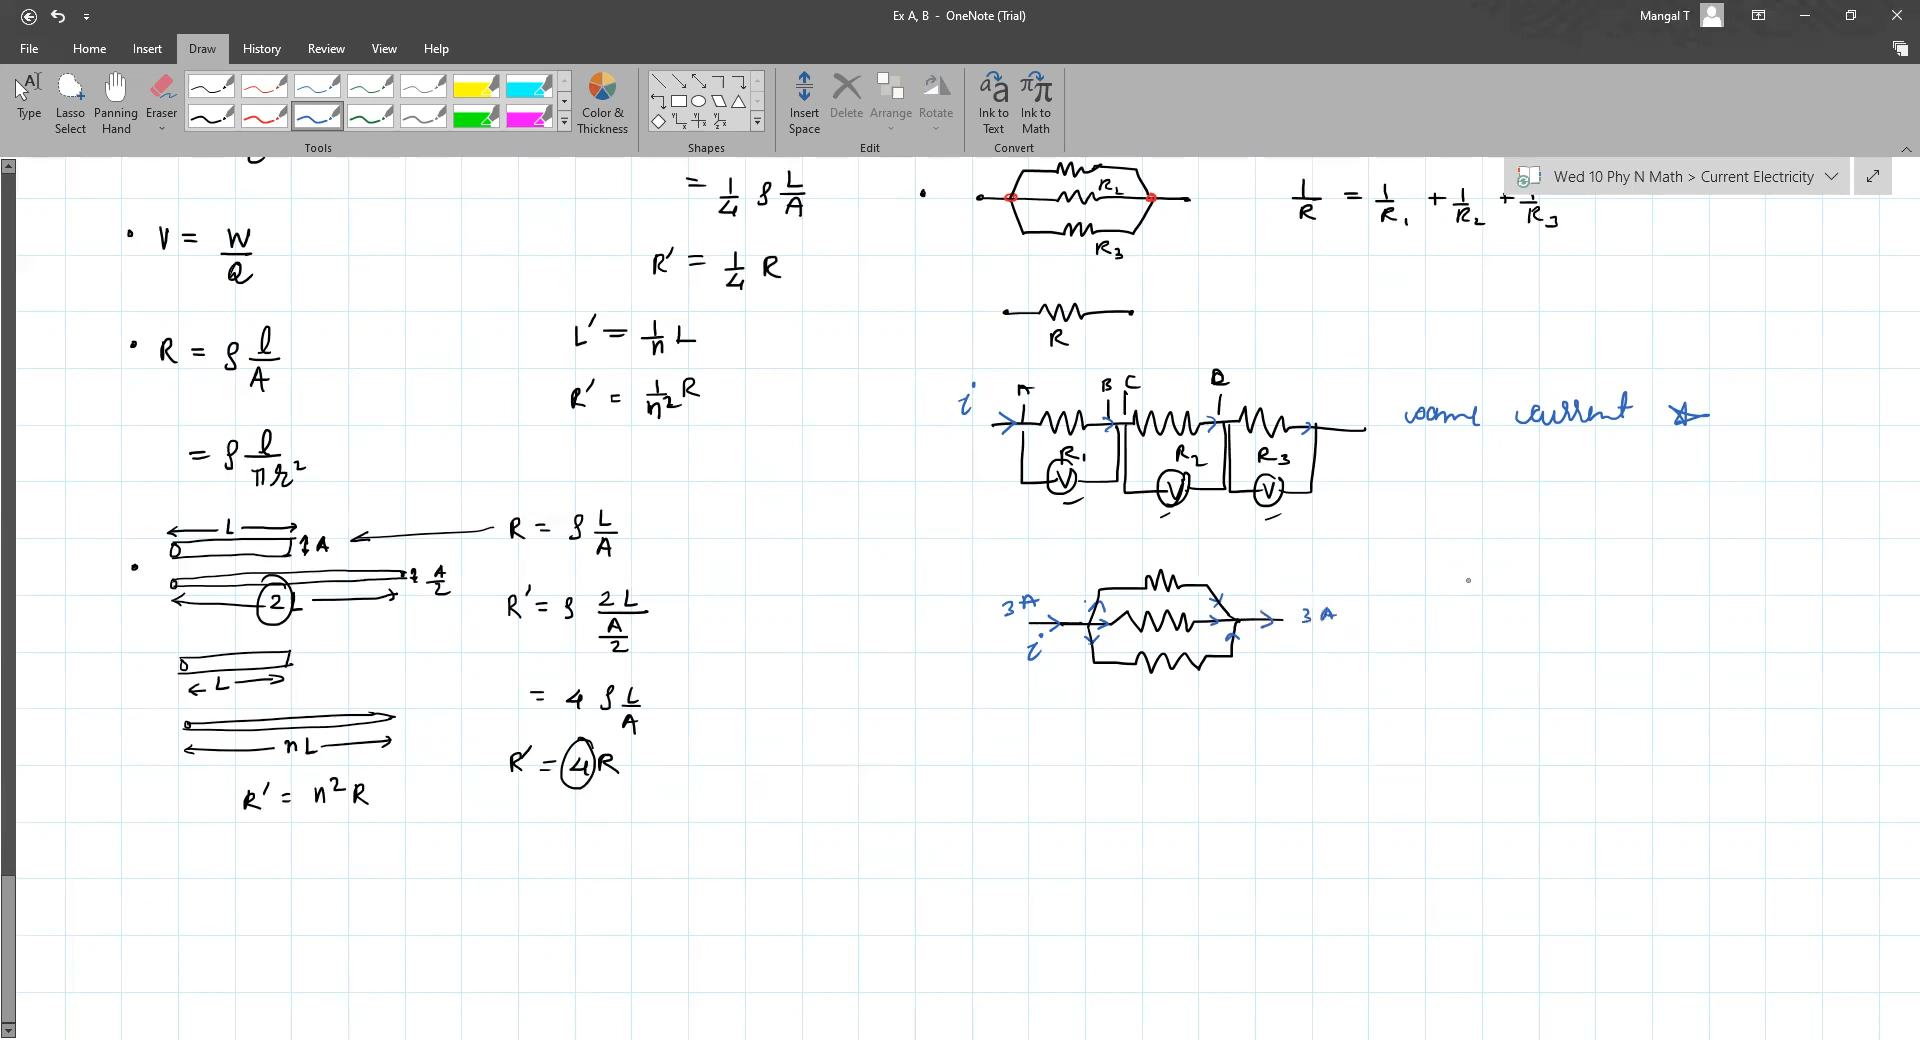 Ex A, B - OneNote (Trial)
Mangal T
File Home Insert Draw History Review View Help
Type
Lasso Select
Panning Hand
Eraser
Color & Thickness
Insert Space
Delete
Arrange
Rotate
Ink to Text
Ink to Math
Tools
Shapes
Edit
Convert
Wed 10 Phy N Math > Current Electricity
• V = W/Q
• R = ρ l/A
= ρ l/πr²
L
A
2L
A/2
L
nL
R' = n²R
= 1/4 ρ L/A
R' = 1/4 R
L' = 1/n L
R' = 1/n² R
R = ρ L/A
R' = ρ 2L/(A/2)
= 4 ρ L/A
R' = 4R
•
R2
R3
1/R = 1/R1 + 1/R2 + 1/R3
R
i
A B C D
same current
R1 R2 R3
V V V
3A
i
3A